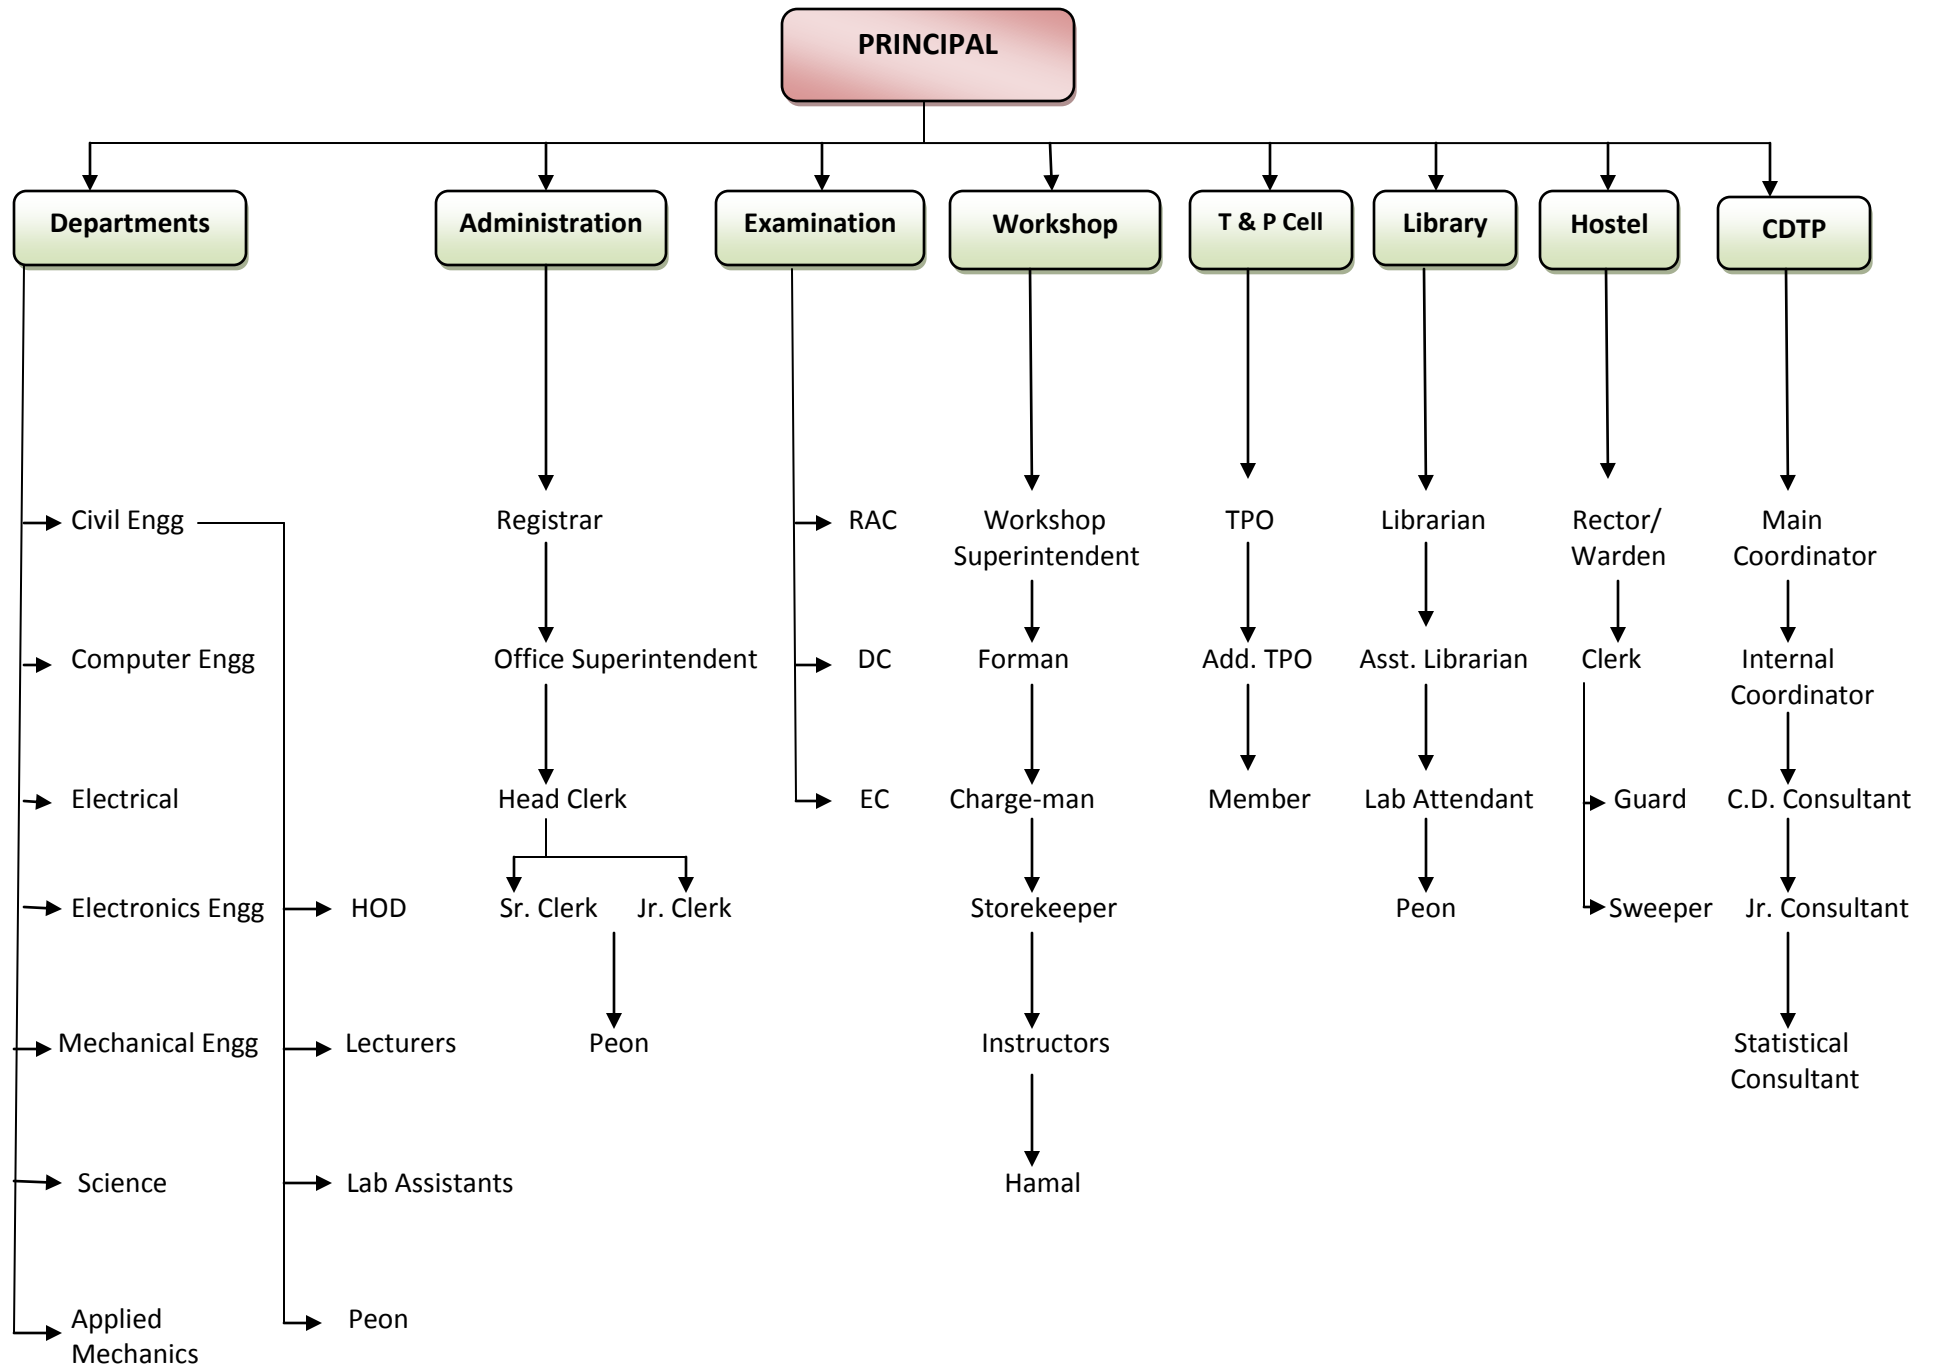 PRINCIPAL
Departments
Administration
Examination
Workshop
T & P Cell
Library
Hostel
CDTP
Civil Engg
Registrar
RAC
Workshop
Superintendent
TPO
Librarian
Rector/
Warden
Main
Coordinator
Computer Engg
Office Superintendent
DC
Forman
Add. TPO
Asst. Librarian
Clerk
Internal
Coordinator
Electrical
Head Clerk
EC
Charge-man
Member
Lab Attendant
Guard
C.D. Consultant
Electronics Engg
HOD
Sr. Clerk
Jr. Clerk
Storekeeper
Peon
Sweeper
Jr. Consultant
Mechanical Engg
Lecturers
Peon
Instructors
Statistical
Consultant
Science
Lab Assistants
Hamal
Applied
Mechanics
Peon